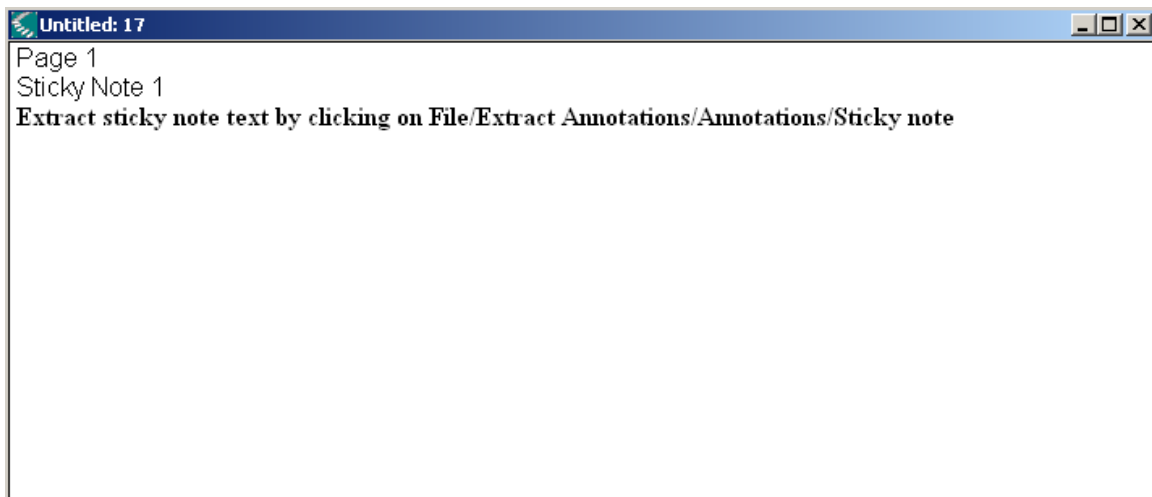 Untitled: 17
Page 1
Sticky Note 1
Extract sticky note text by clicking on File/Extract Annotations/Annotations/Sticky note